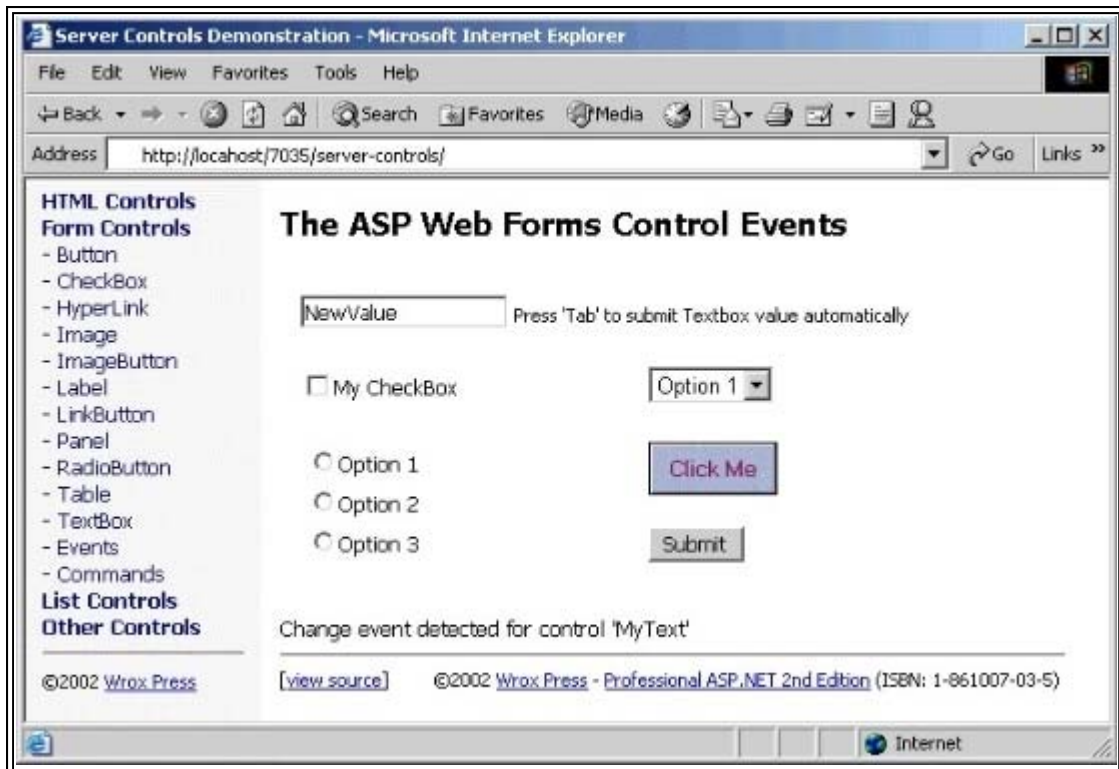 Server Controls Demonstration - Microsoft Internet Explorer
File Edit View Favorites Tools Help
Back Search Favorites Media
Address http://locahost/7035/server-controls/ Go Links »
HTML Controls
Form Controls
- Button
- CheckBox
- HyperLink
- Image
- ImageButton
- Label
- LinkButton
- Panel
- RadioButton
- Table
- TextBox
- Events
- Commands
List Controls
Other Controls
©2002 Wrox Press
The ASP Web Forms Control Events
NewValue Press 'Tab' to submit Textbox value automatically
My CheckBox Option 1
Option 1 Click Me
Option 2
Option 3 Submit
Change event detected for control 'MyText'
[view source] ©2002 Wrox Press - Professional ASP.NET 2nd Edition (ISBN: 1-861007-03-5)
Internet